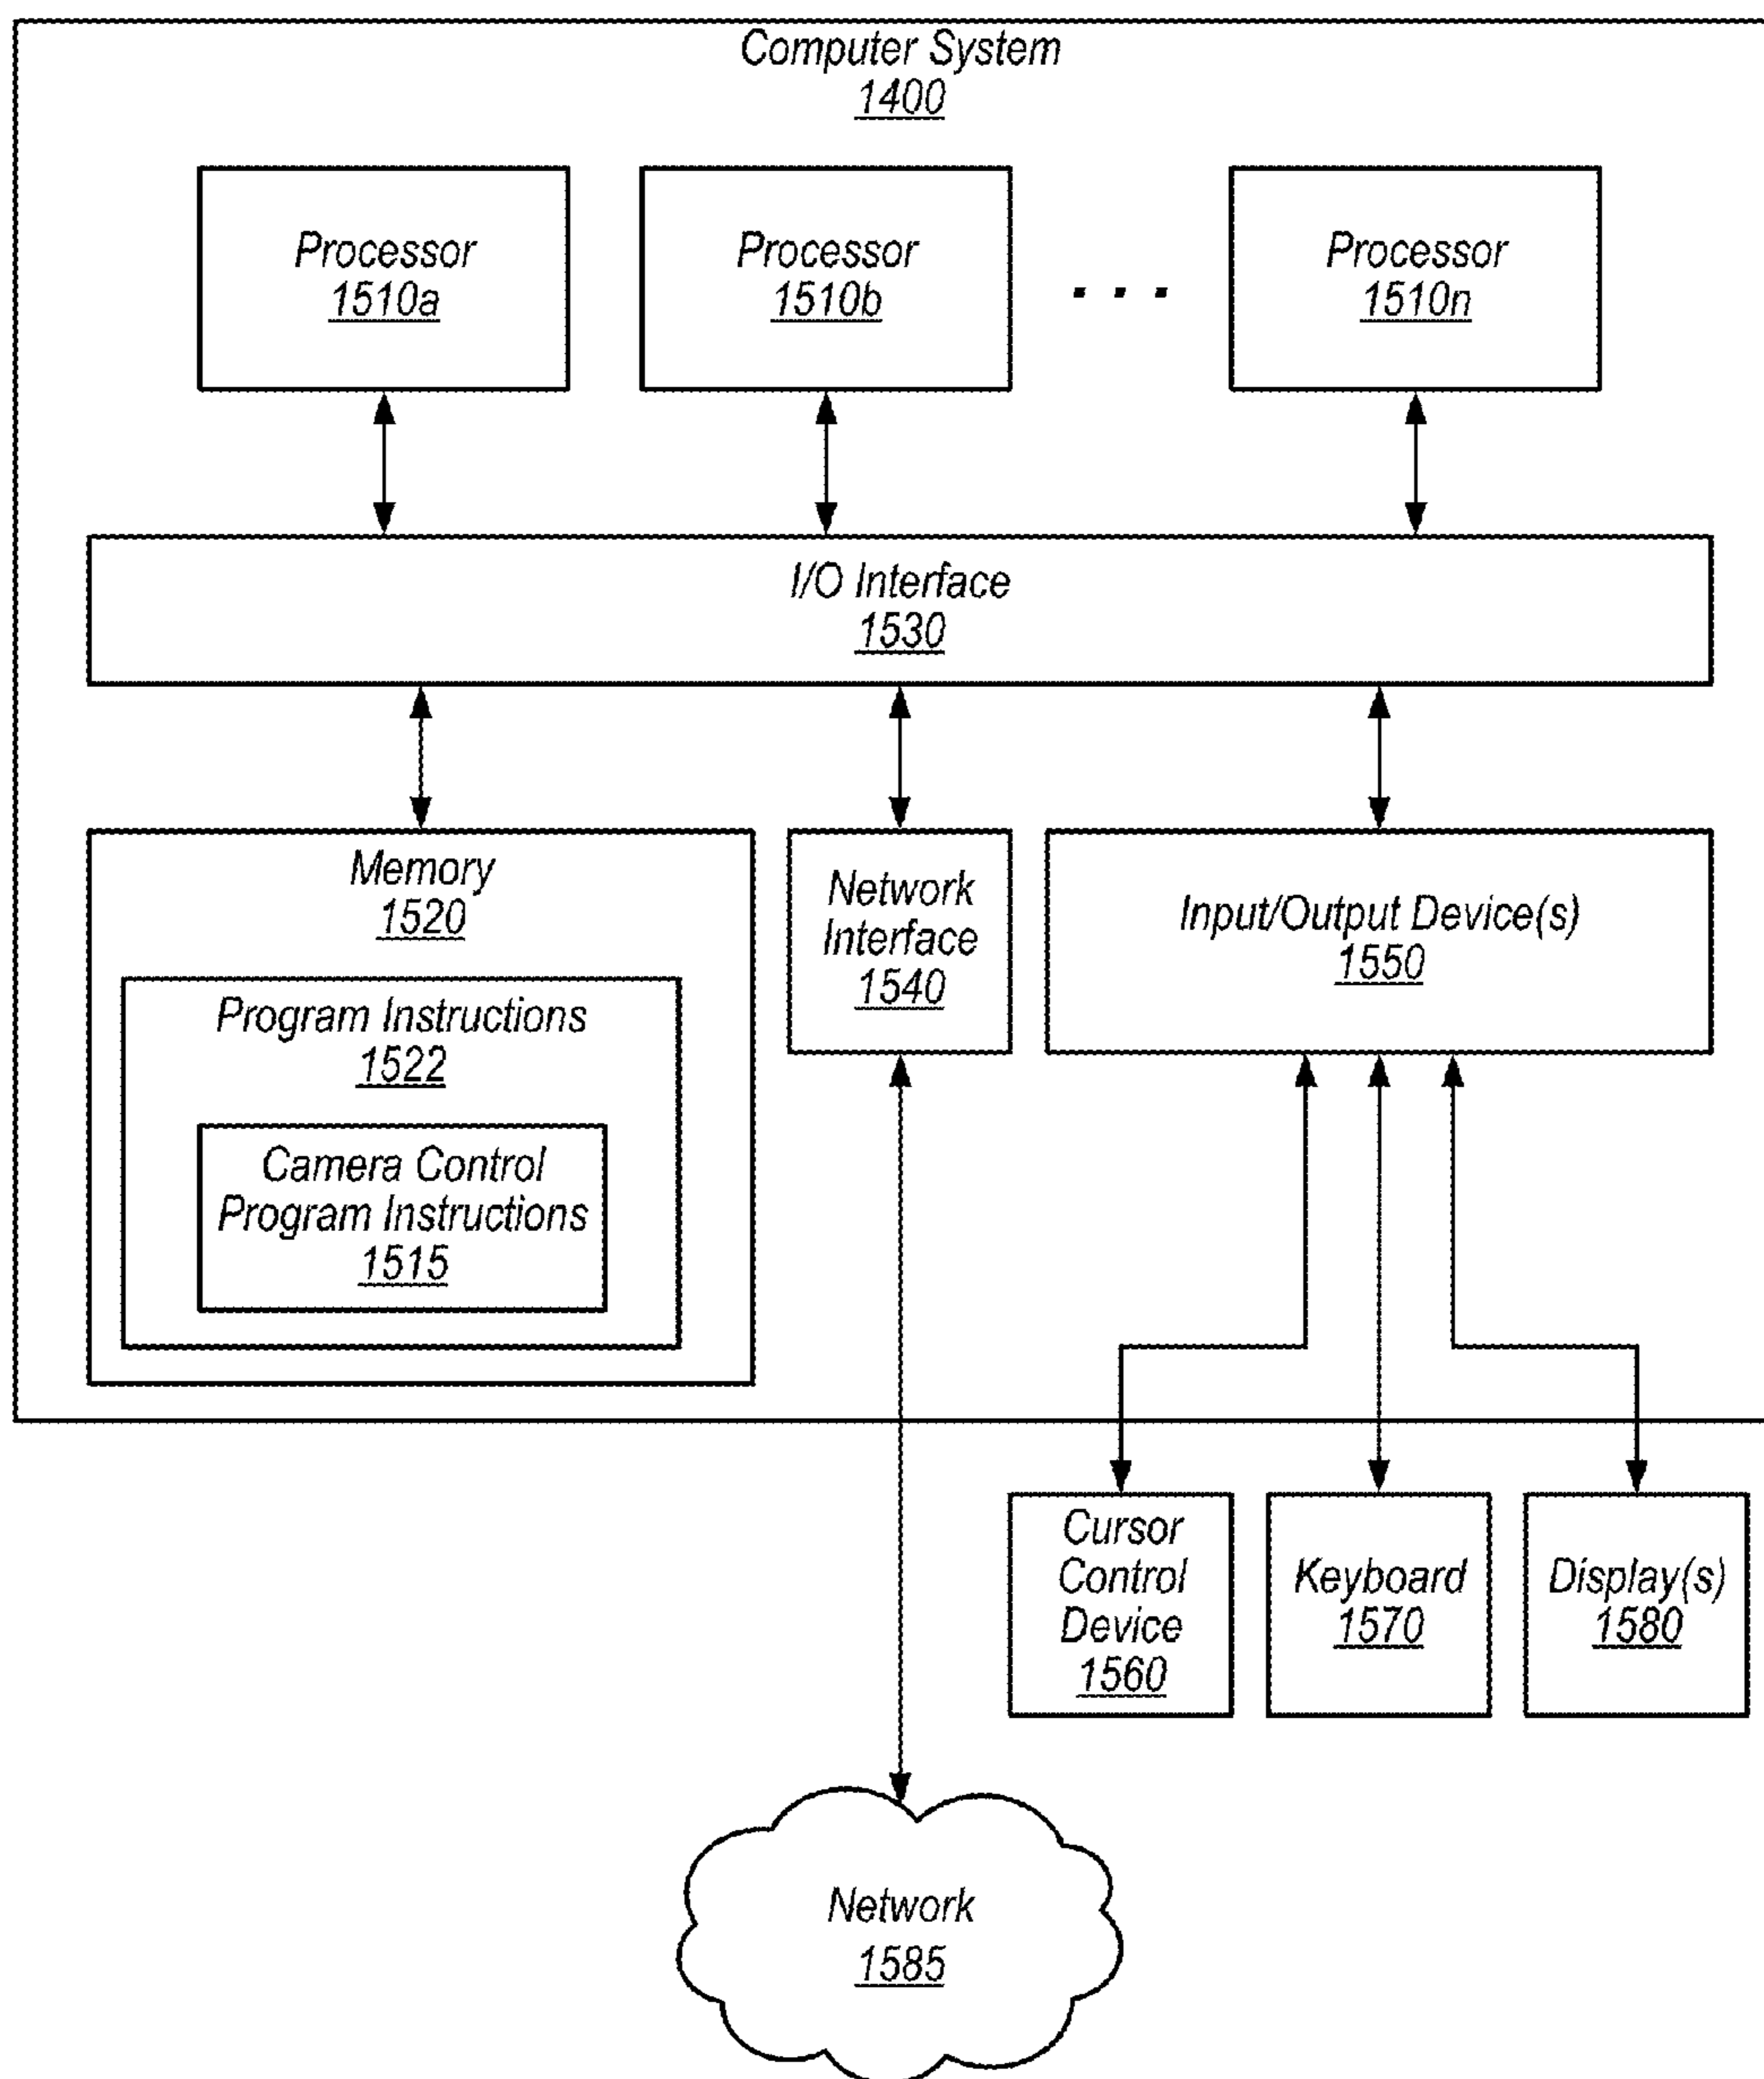 Computer System
1400
Processor
1510a
Processor
1510b
. . .
Processor
1510n
I/O Interface
1530
Memory
1520
Program Instructions
1522
Camera Control
Program Instructions
1515
Network
Interface
1540
Input/Output Device(s)
1550
Cursor
Control
Device
1560
Keyboard
1570
Display(s)
1580
Network
1585